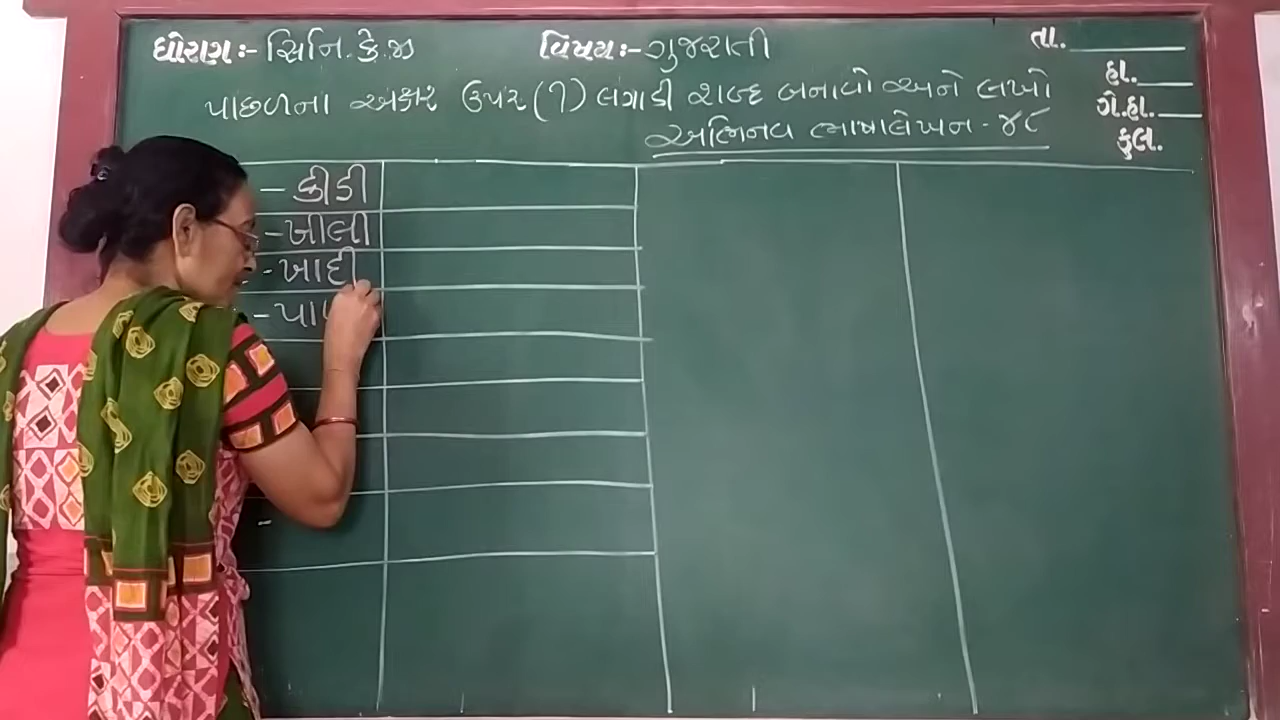 ધોરણ:- સિનિ.કે.જી વિષય:- ગુજરાતી તા.
પાછળના અક્ષર ઉપર (ી) લગાડી શબ્દ બનાવો અને લખો હા.
અભિનવ ભાષાલેખન - ૪૮ ગે.હા.
કુલ.
- કીડી
- ખીલી
- ખાદી
- પા
-